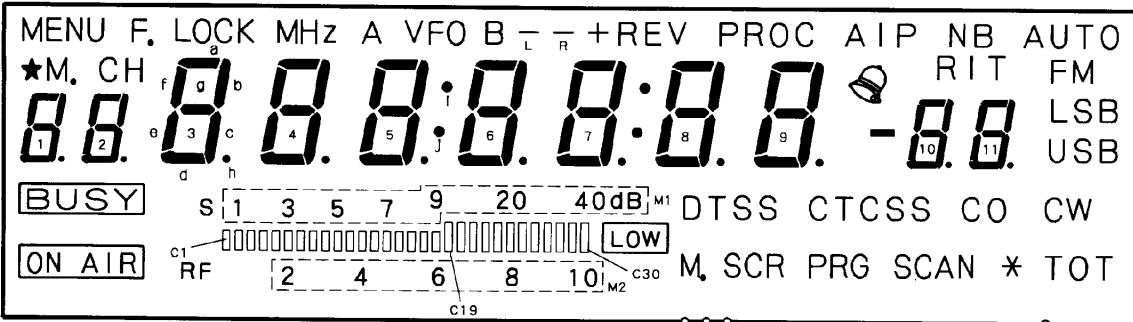 MENU F. LOCK MHz A VFO B - - +REV PROC AIP NB AUTO
L R
★M. CH a RIT FM
f g b i
LSB
1 2 e 3 c 4 5 j 6 7 8 9 -10 11
USB
d h
BUSY S 1 3 5 7 9 20 40dB M1 DTSS CTCSS CO CW
C1 LOW
ON AIR RF 2 4 6 8 10 M2 C30 M. SCR PRG SCAN * TOT
C19